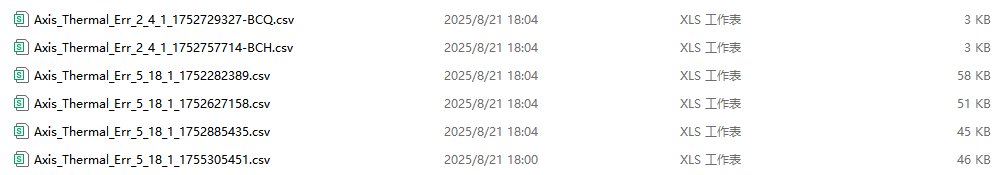 Axis_Thermal_Err_2_4_1_1752729327-BCQ.csv 2025/8/21 18:04 XLS 工作表 3 KB
Axis_Thermal_Err_2_4_1_1752757714-BCH.csv 2025/8/21 18:04 XLS 工作表 3 KB
Axis_Thermal_Err_5_18_1_1752282389.csv 2025/8/21 18:04 XLS 工作表 58 KB
Axis_Thermal_Err_5_18_1_1752627158.csv 2025/8/21 18:04 XLS 工作表 51 KB
Axis_Thermal_Err_5_18_1_1752885435.csv 2025/8/21 18:04 XLS 工作表 45 KB
Axis_Thermal_Err_5_18_1_1755305451.csv 2025/8/21 18:00 XLS 工作表 46 KB